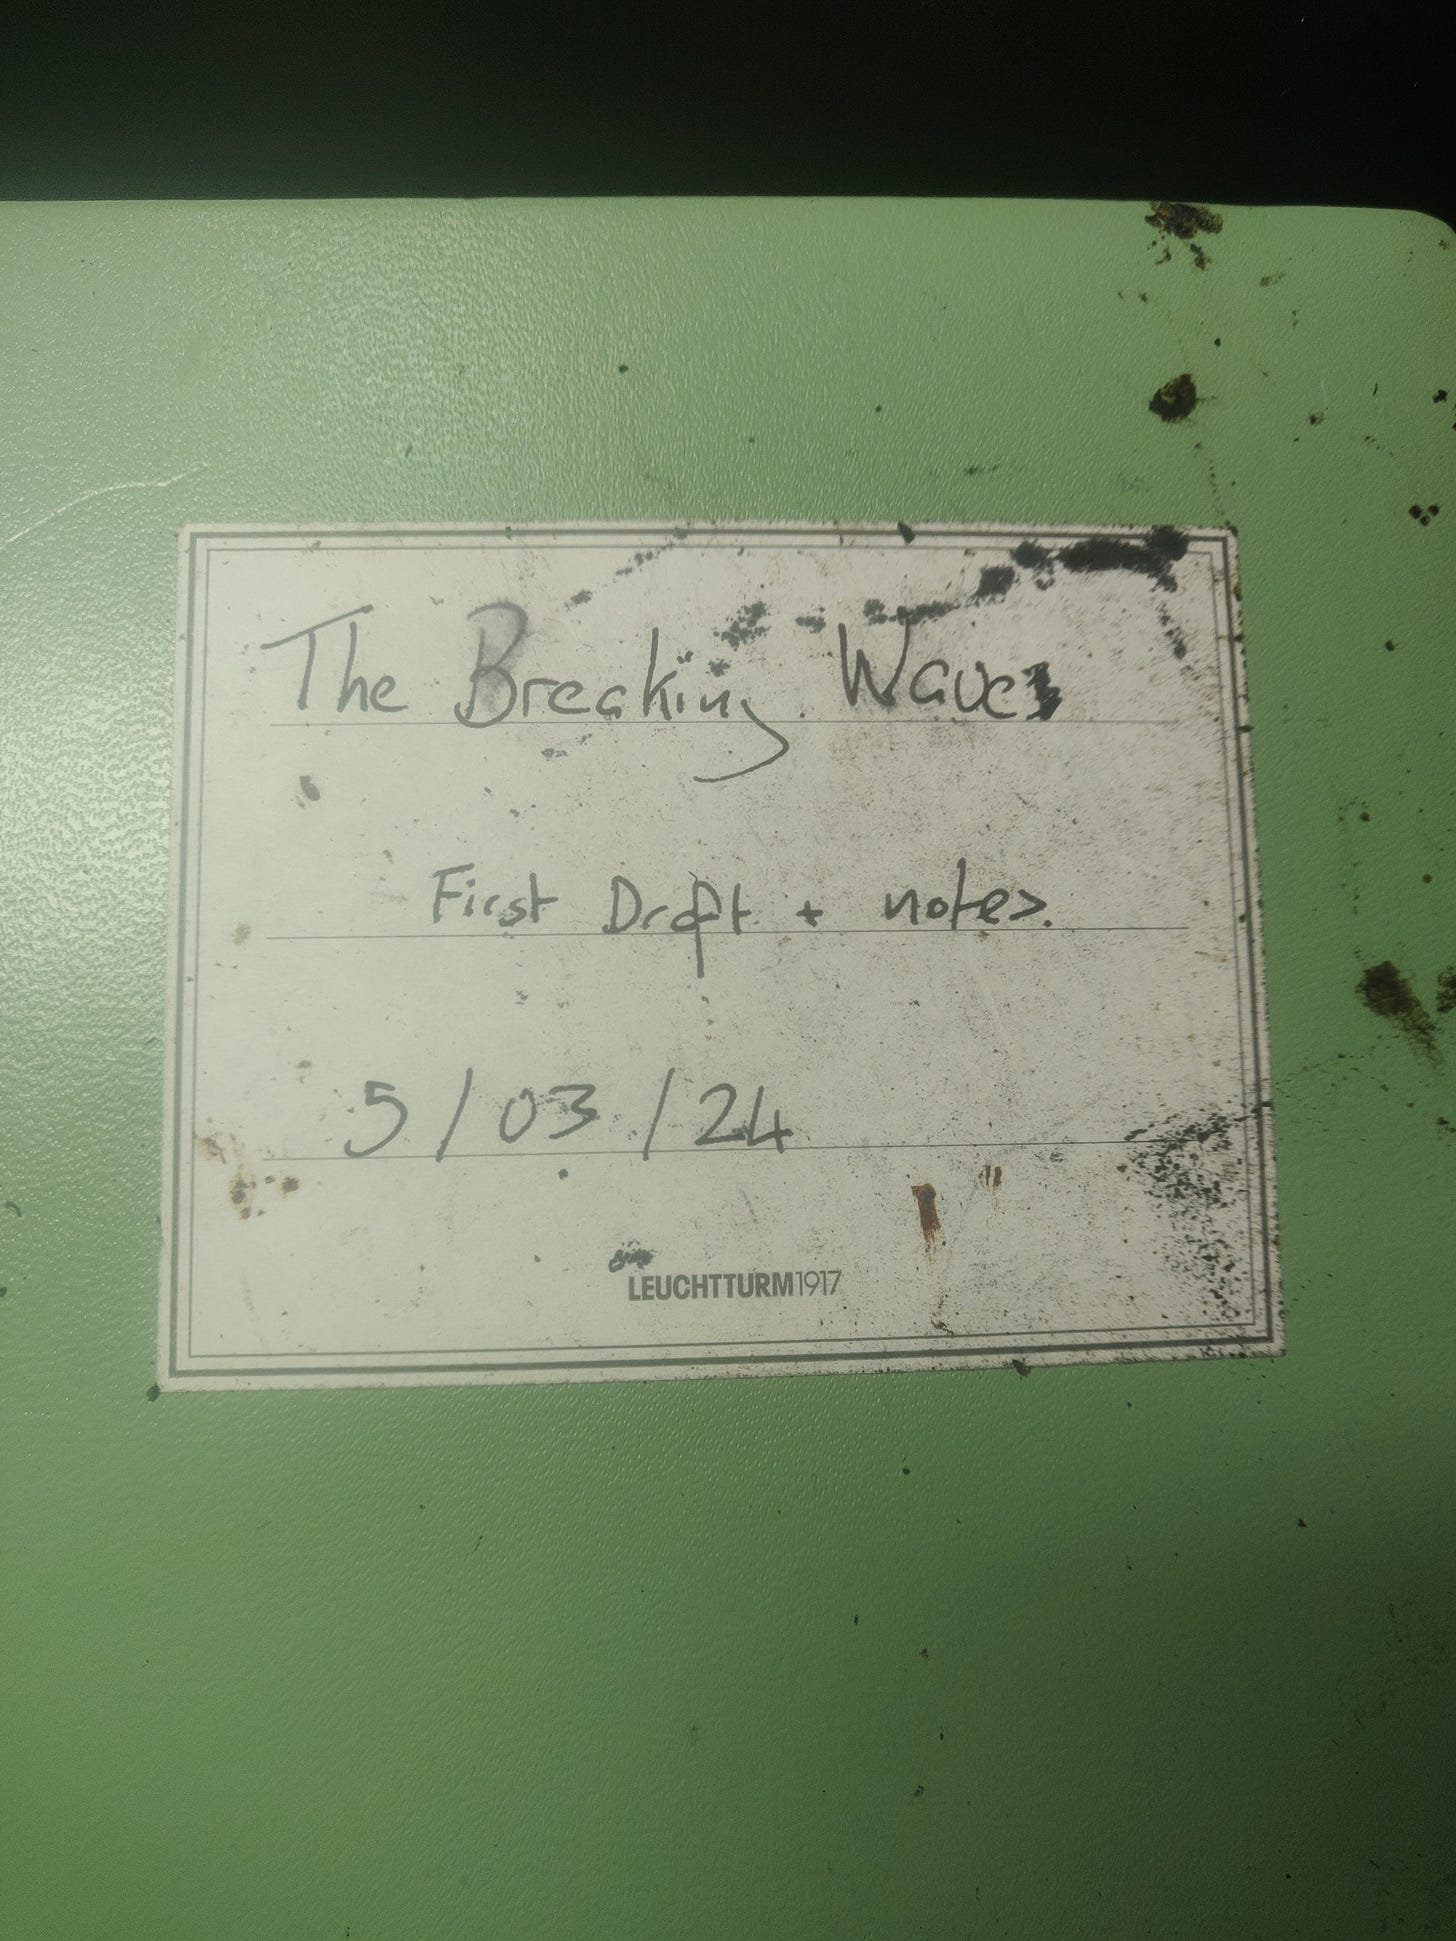 The Breaking Waves
First Draft + notes.
5/03/24
LEUCHTTURM1917